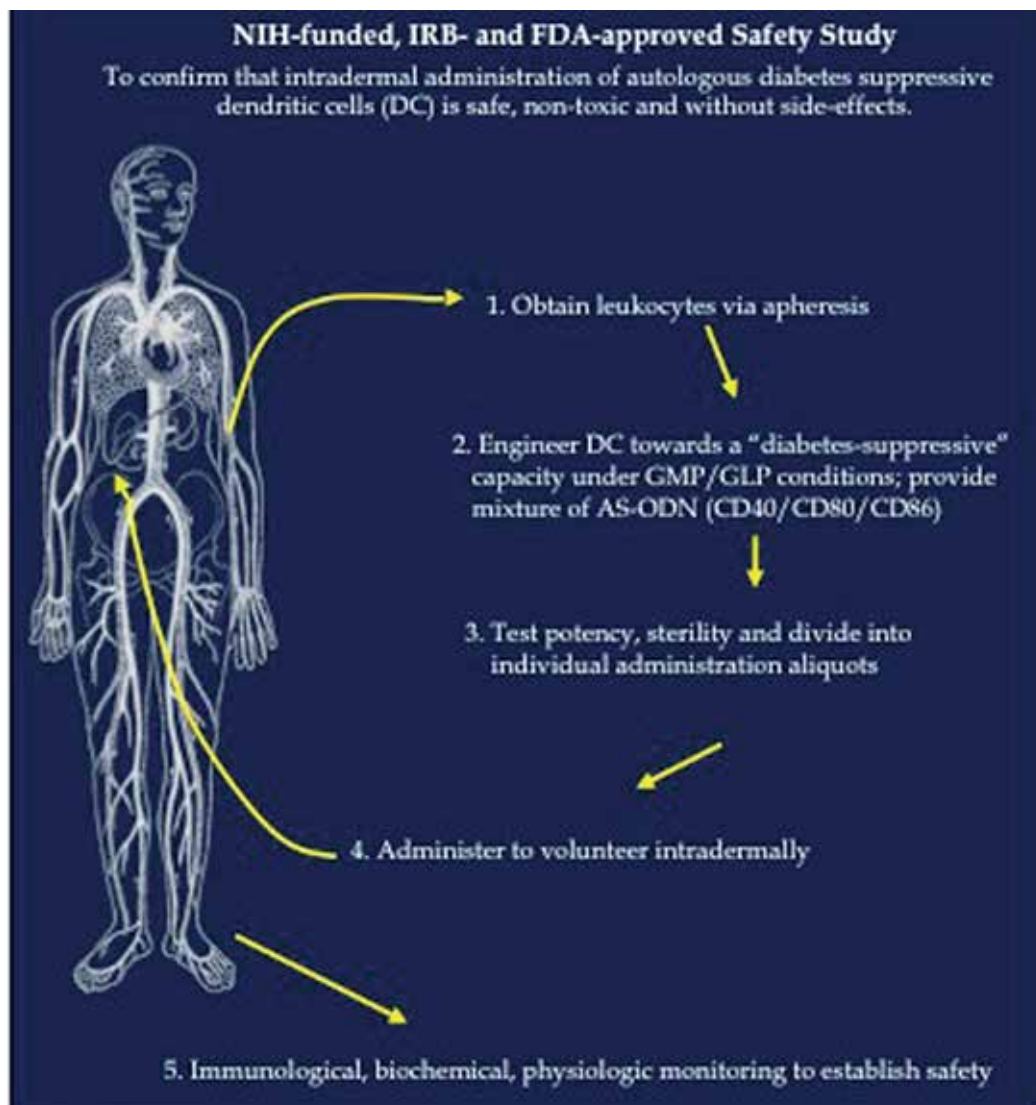 NIH-funded, IRB- and FDA-approved Safety Study
To confirm that intradermal administration of autologous diabetes suppressive
dendritic cells (DC) is safe, non-toxic and without side-effects.
1. Obtain leukocytes via apheresis
2. Engineer DC towards a “diabetes-suppressive”
capacity under GMP/GLP conditions; provide
mixture of AS-ODN (CD40/CD80/CD86)
3. Test potency, sterility and divide into
individual administration aliquots
4. Administer to volunteer intradermally
5. Immunological, biochemical, physiologic monitoring to establish safety